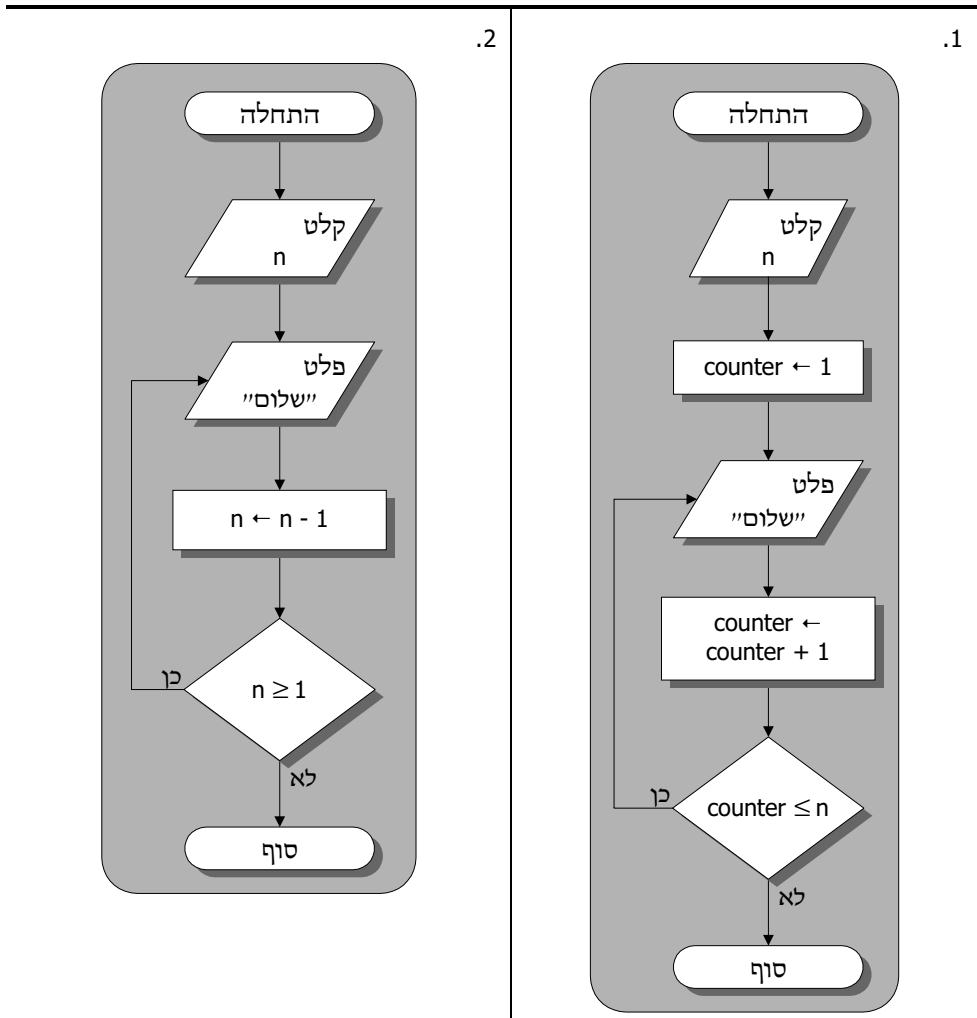 .1
התחלה
קלט
n
counter ← 1
פלט
"שלום"
counter ←
counter + 1
counter ≤ n
כן
לא
סוף
.2
התחלה
קלט
n
פלט
"שלום"
n ← n - 1
n ≥ 1
כן
לא
סוף